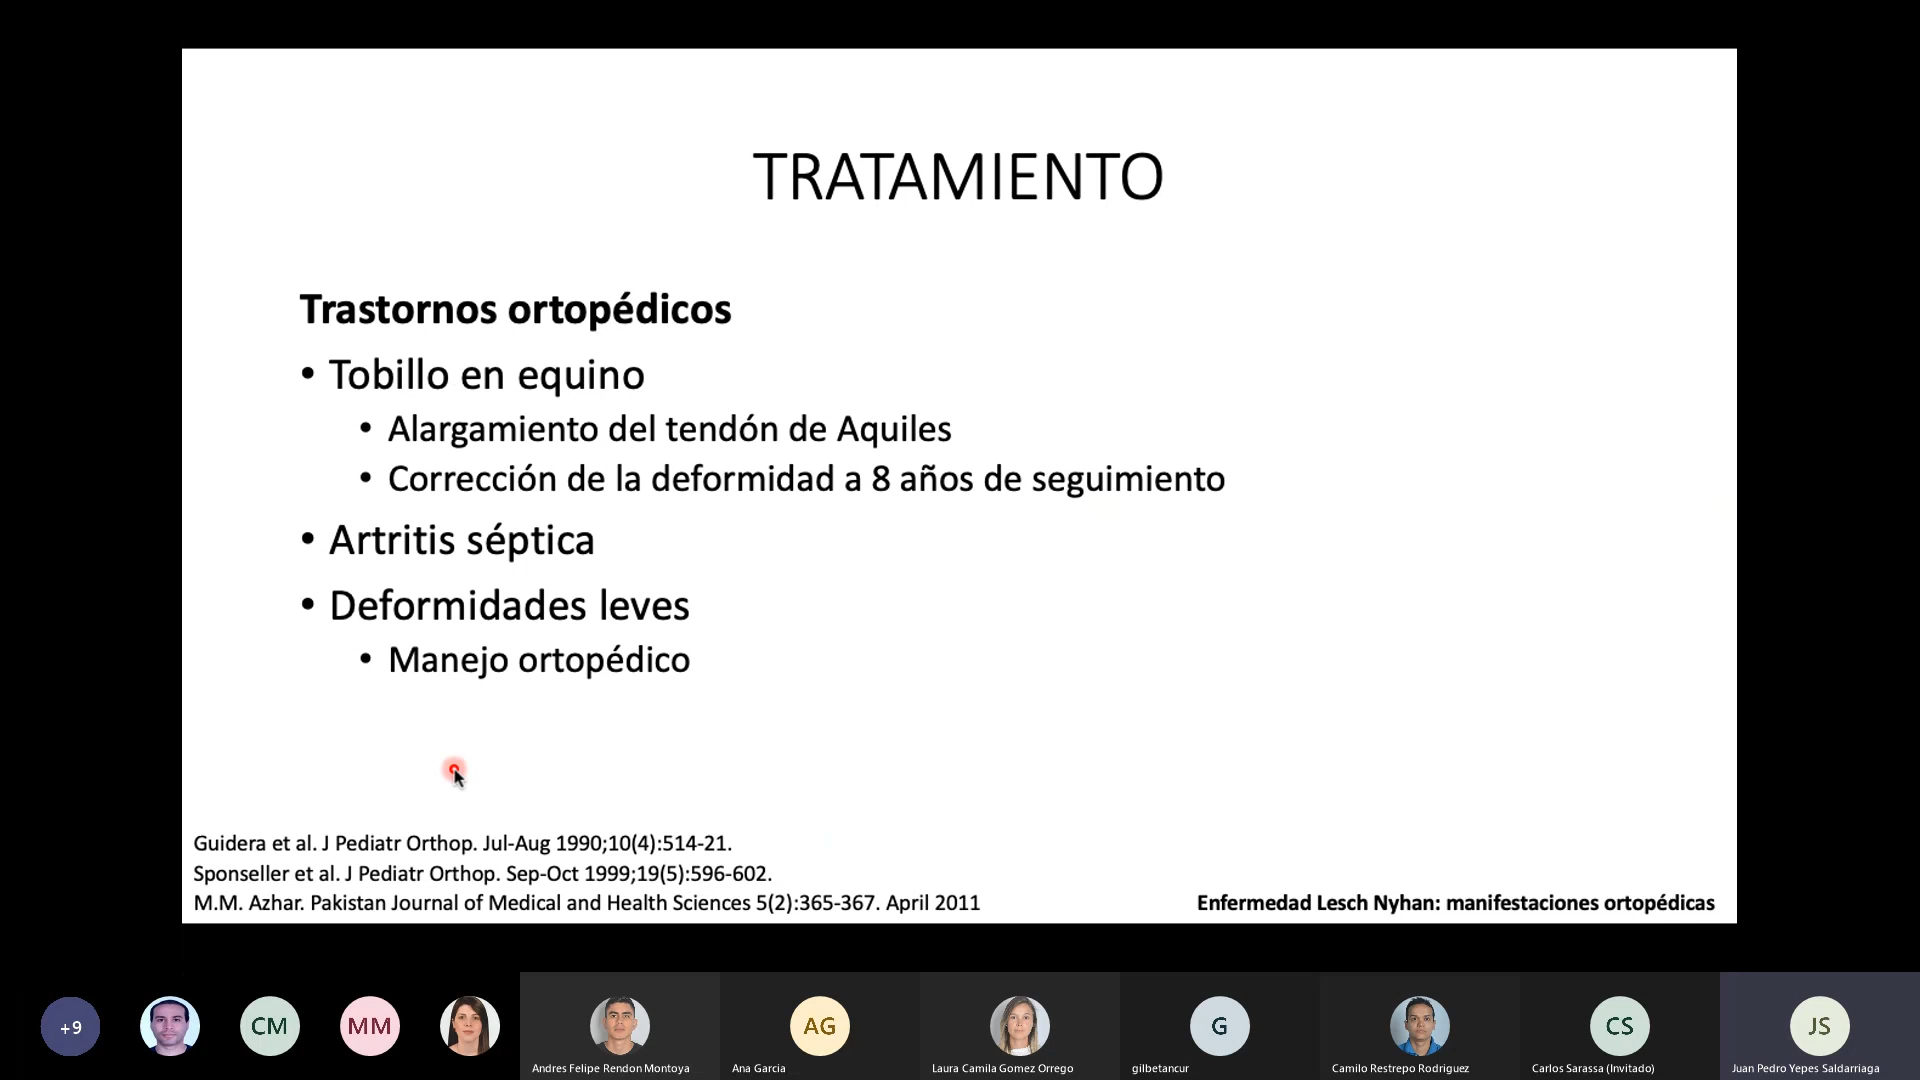 TRATAMIENTO
Trastornos ortopédicos
• Tobillo en equino
• Alargamiento del tendón de Aquiles
• Corrección de la deformidad a 8 años de seguimiento
• Artritis séptica
• Deformidades leves
• Manejo ortopédico
Guidera et al. J Pediatr Orthop. Jul-Aug 1990;10(4):514-21.
Sponseller et al. J Pediatr Orthop. Sep-Oct 1999;19(5):596-602.
M.M. Azhar. Pakistan Journal of Medical and Health Sciences 5(2):365-367. April 2011
Enfermedad Lesch Nyhan: manifestaciones ortopédicas
+9
CM
MM
AG
G
CS
JS
Andres Felipe Rendon Montoya
Ana Garcia
Laura Camila Gomez Orrego
gilbetancur
Camilo Restrepo Rodriguez
Carlos Sarassa (Invitado)
Juan Pedro Yepes Saldarriaga